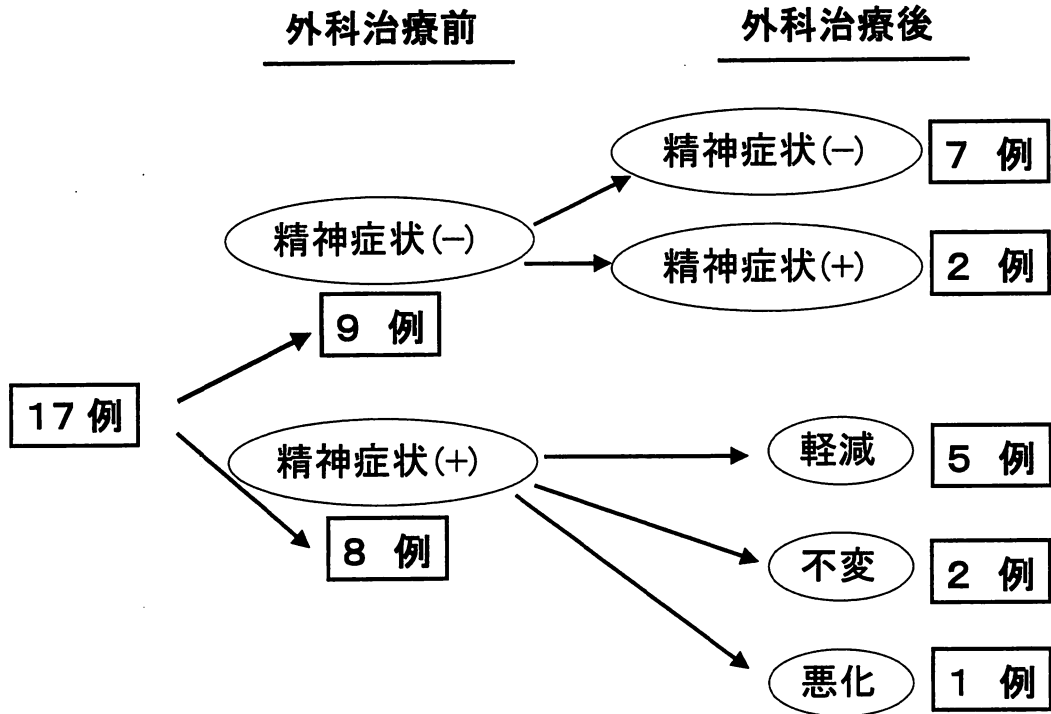 外科治療前
外科治療後
精神症状(−)
7 例
精神症状(−)
9 例
精神症状(+)
2 例
17例
精神症状(+)
8 例
軽減
5 例
不変
2 例
悪化
1 例